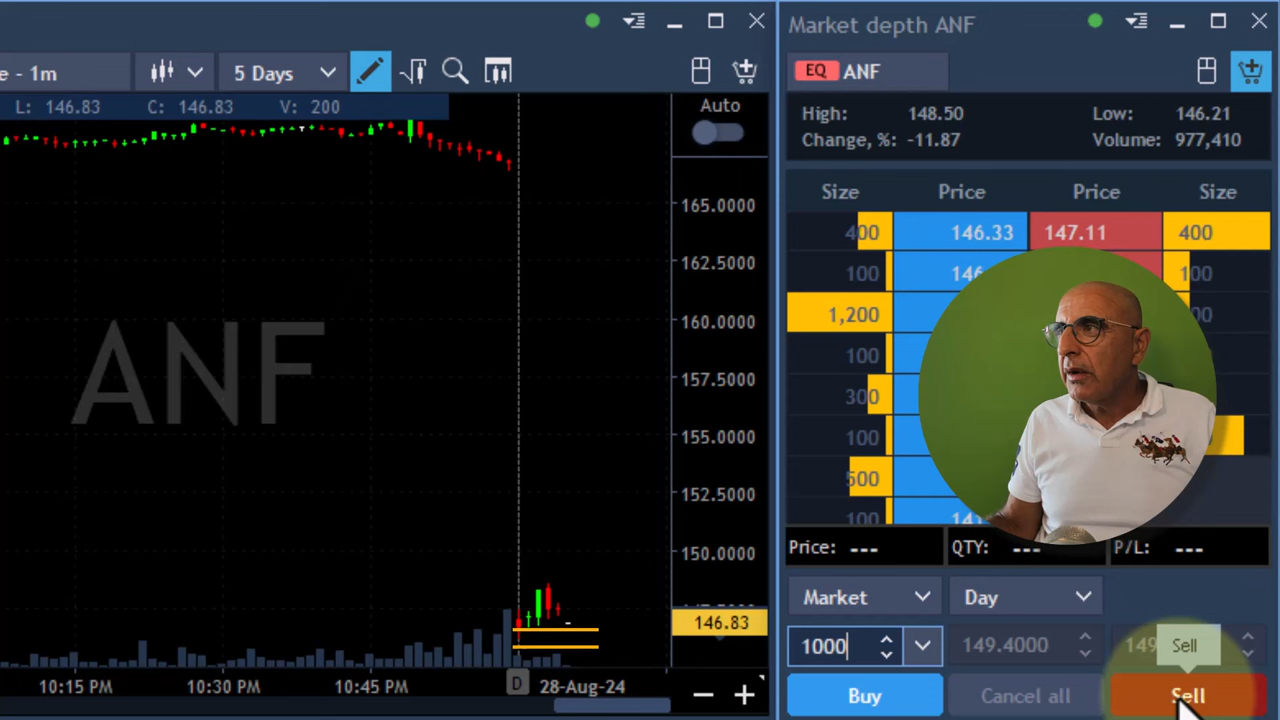 Market depth ANF
e - 1m
5 Days
EQ ANF
L: 146.83 C: 146.83 V: 200
Auto
High: 148.50 Low: 146.21
Change, %: -11.87 Volume: 977,410
Size Price Price Size
400 146.33 147.11 400
100 100
1,200
100
300
100
500
100
165.0000
162.5000
160.0000
157.5000
155.0000
152.5000
150.0000
146.83
ANF
Price: --- QTY: --- P/L: ---
Market Day
1000 149.4000 149
Sell
10:15 PM 10:30 PM 10:45 PM D 28-Aug-24
Buy Cancel all Sell